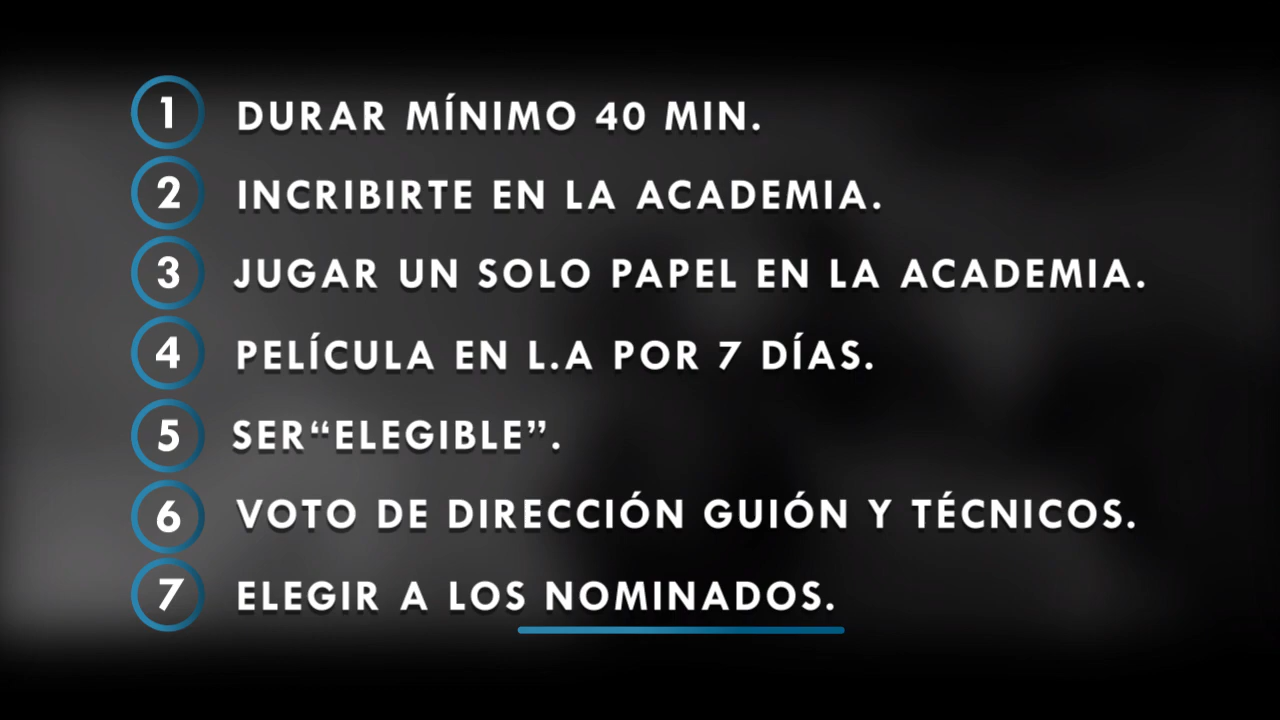 1 DURAR MÍNIMO 40 MIN.
2 INCRIBIRTE EN LA ACADEMIA.
3 JUGAR UN SOLO PAPEL EN LA ACADEMIA.
4 PELÍCULA EN L.A POR 7 DÍAS.
5 SER“ELEGIBLE”.
6 VOTO DE DIRECCIÓN GUIÓN Y TÉCNICOS.
7 ELEGIR A LOS NOMINADOS.